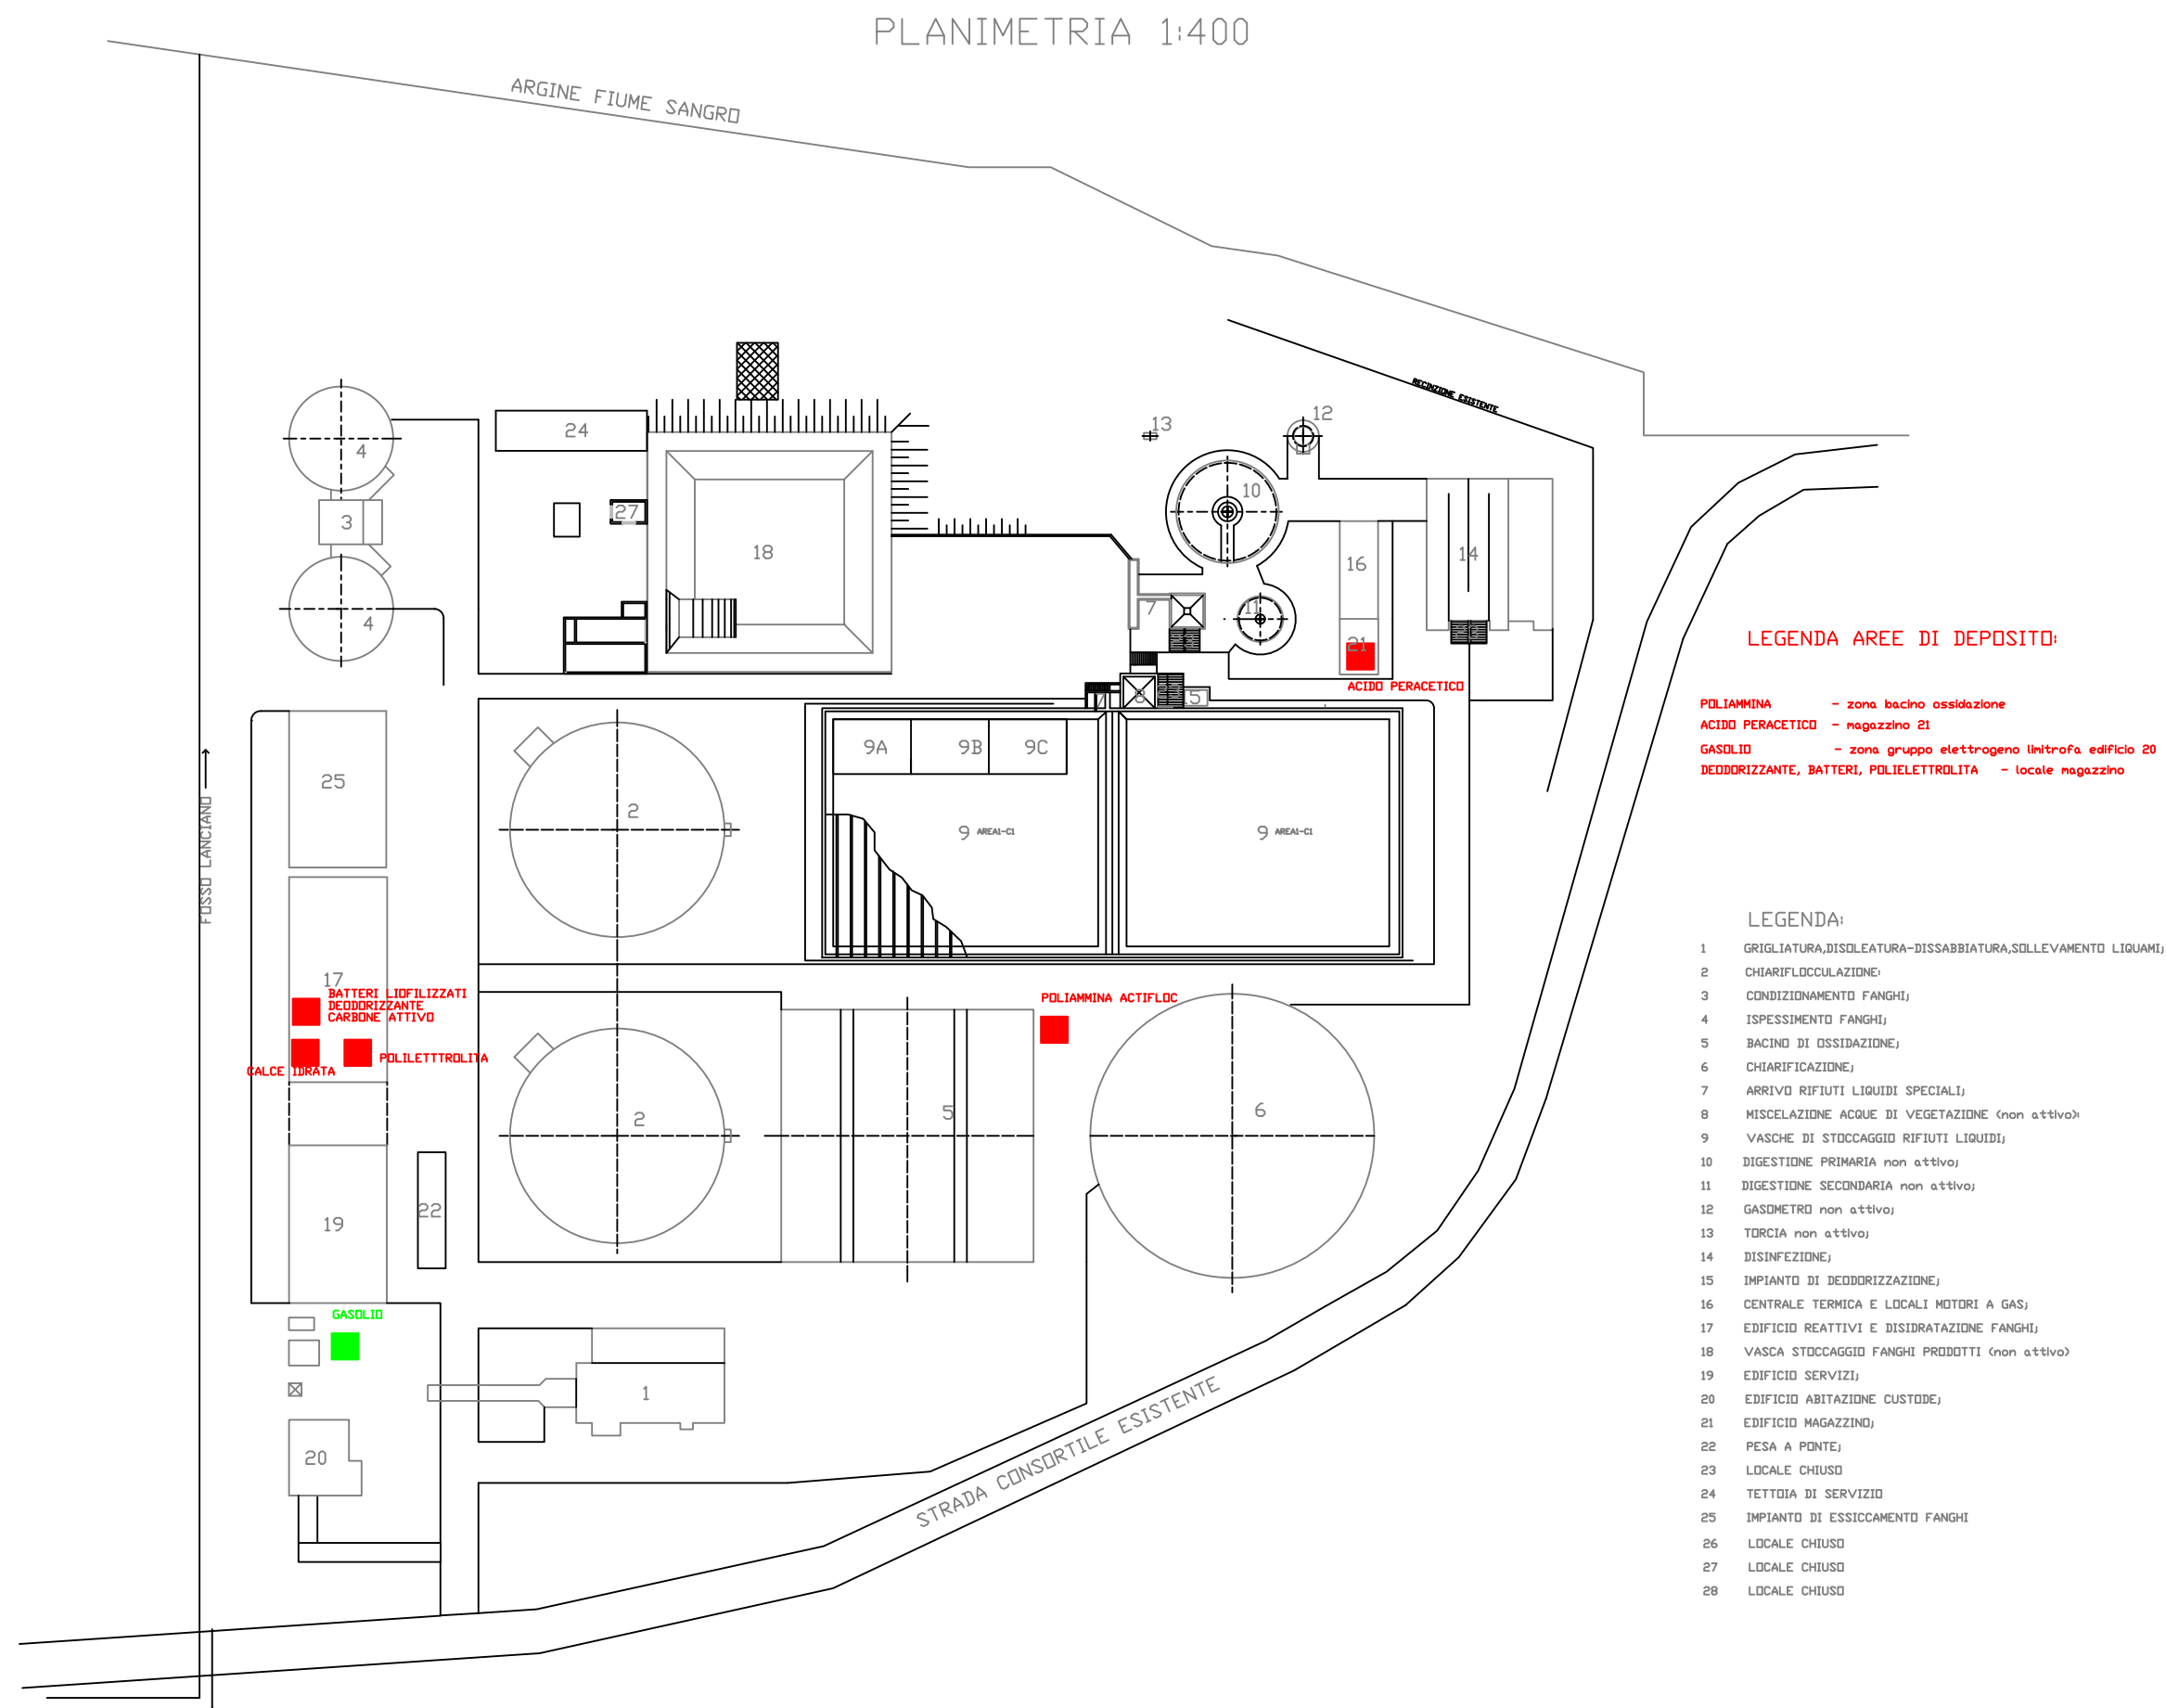 PLANIMETRIA 1:400
ARGINE FIUME SANGRO
RECINZIONE ESISTENTE
12
13
24
4
10
27
3
18
14
16
7
11
4
21
ACIDO PERACETICO
7
8
15
9A
9B
9C
25
2
9 AREA1-C1
9 AREA1-C1
FOSSO LANCIANO
17
BATTERI LIOFILIZZATI
DEODORIZZANTE
CARBONE ATTIVO
POLIAMMINA ACTIFLOC
POLILETTTROLITA
CALCE IDRATA
2
5
6
22
19
GASOLIO
1
20
STRADA CONSORTILE ESISTENTE
LEGENDA AREE DI DEPOSITO:
POLIAMMINA - zona bacino ossidazione
ACIDO PERACETICO - magazzino 21
GASOLIO - zona gruppo elettrogeno limitrofa edificio 20
DEODORIZZANTE, BATTERI, POLIELETTROLITA - locale magazzino
LEGENDA:
1 GRIGLIATURA,DISOLEATURA-DISSABBIATURA,SOLLEVAMENTO LIQUAMI;
2 CHIARIFLOCCULAZIONE:
3 CONDIZIONAMENTO FANGHI;
4 ISPESSIMENTO FANGHI;
5 BACINO DI OSSIDAZIONE;
6 CHIARIFICAZIONE;
7 ARRIVO RIFIUTI LIQUIDI SPECIALI;
8 MISCELAZIONE ACQUE DI VEGETAZIONE (non attivo):
9 VASCHE DI STOCCAGGIO RIFIUTI LIQUIDI;
10 DIGESTIONE PRIMARIA non attivo;
11 DIGESTIONE SECONDARIA non attivo;
12 GASOMETRO non attivo;
13 TORCIA non attivo;
14 DISINFEZIONE;
15 IMPIANTO DI DEODORIZZAZIONE;
16 CENTRALE TERMICA E LOCALI MOTORI A GAS;
17 EDIFICIO REATTIVI E DISIDRATAZIONE FANGHI;
18 VASCA STOCCAGGIO FANGHI PRODOTTI (non attivo)
19 EDIFICIO SERVIZI;
20 EDIFICIO ABITAZIONE CUSTODE;
21 EDIFICIO MAGAZZINO;
22 PESA A PONTE;
23 LOCALE CHIUSO
24 TETTOIA DI SERVIZIO
25 IMPIANTO DI ESSICCAMENTO FANGHI
26 LOCALE CHIUSO
27 LOCALE CHIUSO
28 LOCALE CHIUSO